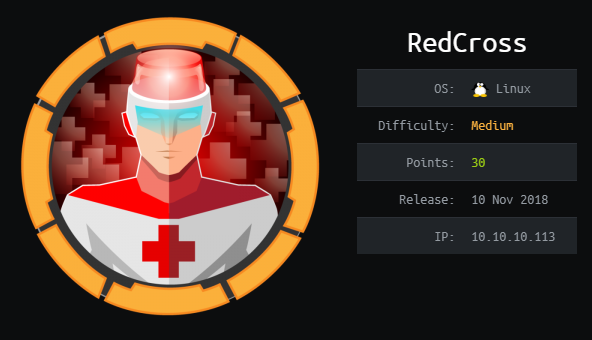 RedCross
OS: Linux
Difficulty: Medium
Points: 30
Release: 10 Nov 2018
IP: 10.10.10.113